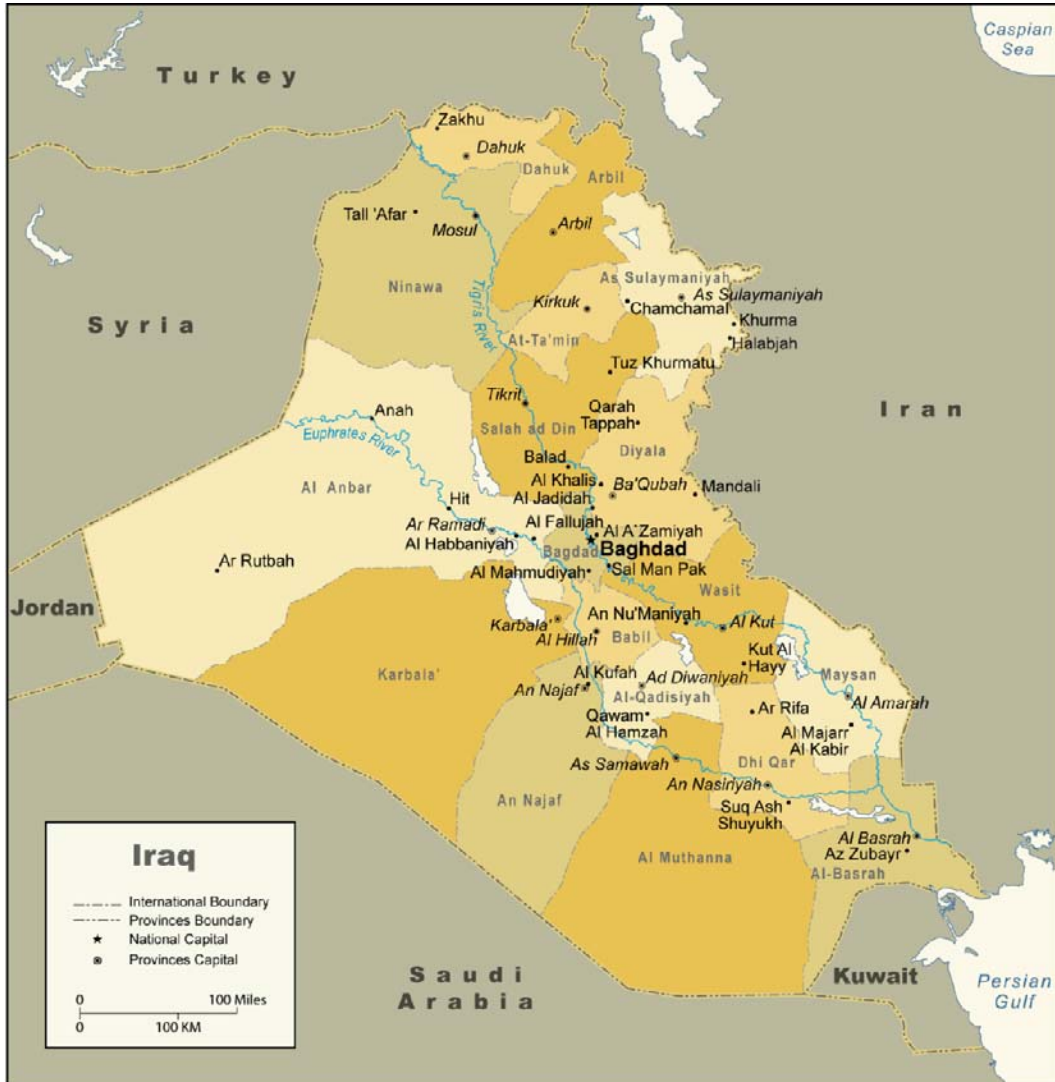 Caspian
Sea
Turkey
Zakhu
Dahuk
Dahuk
Arbil
Tall 'Afar
Mosul
Arbil
As Sulaymaniyah
Ninawa
Tigris River
Kirkuk
As Sulaymaniyah
Chamchamal
Syria
Khurma
At-Ta'min
Halabjah
Tuz Khurmatu
Tikrit
Iran
Anah
Qarah
Tappah
Salah ad Din
Euphrates River
Diyala
Balad
Al Khalis
Ba'Qubah
Mandali
Al Anbar
Hit
Al Jadidah
Ar Ramadi
Al Fallujah
Al A'Zamiyah
Al Habbaniyah
Bagdad
Baghdad
Ar Rutbah
Al Mahmudiyah
Sal Man Pak
Wasit
Jordan
Karbala'
An Nu'Maniyah
Al Kut
Al Hillah
Babil
Kut Al
Hayy
Karbala'
Al Kufah
Ad Diwaniyah
Maysan
An Najaf
Al-Qadisiyah
Al Amarah
Qawam
Al Hamzah
Ar Rifa
Al Majarr
Al Kabir
As Samawah
Dhi Qar
An Nasiriyah
An Najaf
Suq Ash
Shuyukh
Al Basrah
Az Zubayr
Al Muthanna
Al-Basrah
Iraq
International Boundary
Provinces Boundary
National Capital
Provinces Capital
0 100 Miles
0 100 KM
Saudi
Arabia
Kuwait
Persian
Gulf